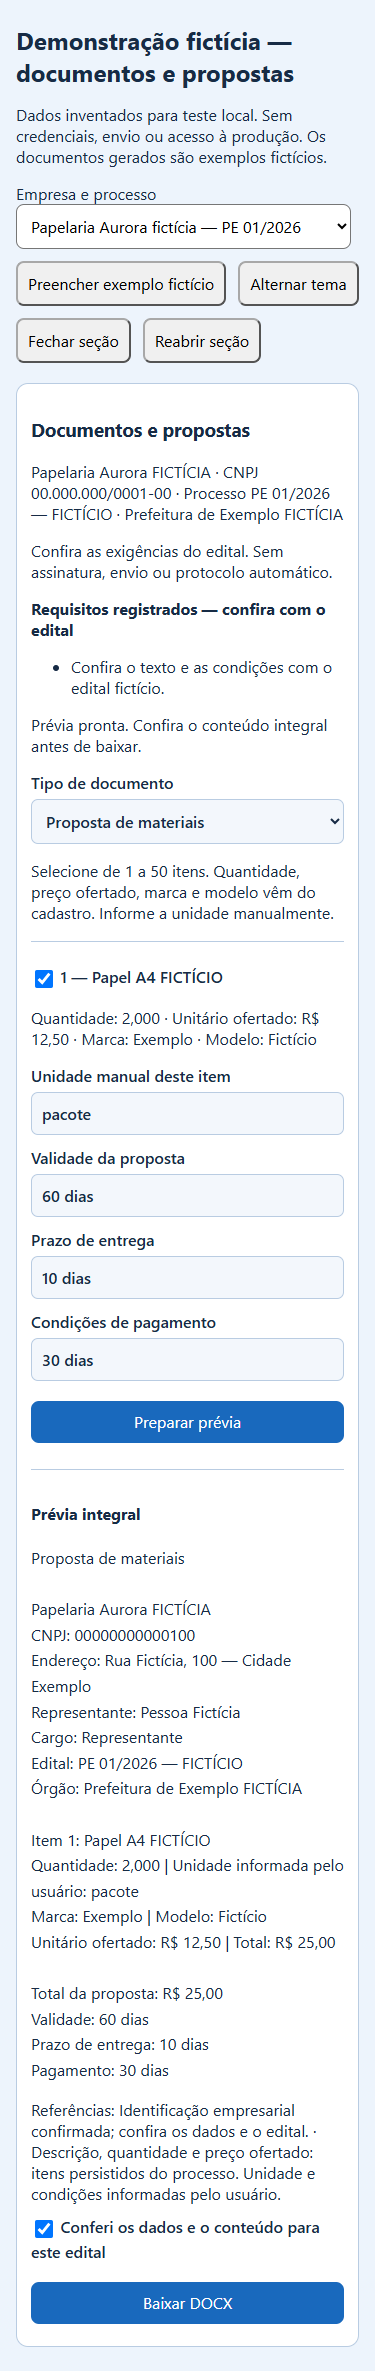 Demonstração fictícia —
documentos e propostas
Dados inventados para teste local. Sem
credenciais, envio ou acesso à produção. Os
documentos gerados são exemplos fictícios.
Empresa e processo
Papelaria Aurora fictícia — PE 01/2026
Preencher exemplo fictício
Alternar tema
Fechar seção
Reabrir seção
Documentos e propostas
Papelaria Aurora FICTÍCIA · CNPJ
00.000.000/0001-00 · Processo PE 01/2026
— FICTÍCIO · Prefeitura de Exemplo FICTÍCIA
Confira as exigências do edital. Sem
assinatura, envio ou protocolo automático.
Requisitos registrados — confira com o
edital
• Confira o texto e as condições com o
edital fictício.
Prévia pronta. Confira o conteúdo integral
antes de baixar.
Tipo de documento
Proposta de materiais
Selecione de 1 a 50 itens. Quantidade,
preço ofertado, marca e modelo vêm do
cadastro. Informe a unidade manualmente.
1 — Papel A4 FICTÍCIO
Quantidade: 2,000 · Unitário ofertado: R$
12,50 · Marca: Exemplo · Modelo: Fictício
Unidade manual deste item
pacote
Validade da proposta
60 dias
Prazo de entrega
10 dias
Condições de pagamento
30 dias
Preparar prévia
Prévia integral
Proposta de materiais
Papelaria Aurora FICTÍCIA
CNPJ: 00000000000100
Endereço: Rua Fictícia, 100 — Cidade
Exemplo
Representante: Pessoa Fictícia
Cargo: Representante
Edital: PE 01/2026 — FICTÍCIO
Órgão: Prefeitura de Exemplo FICTÍCIA
Item 1: Papel A4 FICTÍCIO
Quantidade: 2,000 | Unidade informada pelo
usuário: pacote
Marca: Exemplo | Modelo: Fictício
Unitário ofertado: R$ 12,50 | Total: R$ 25,00
Total da proposta: R$ 25,00
Validade: 60 dias
Prazo de entrega: 10 dias
Pagamento: 30 dias
Referências: Identificação empresarial
confirmada; confira os dados e o edital. ·
Descrição, quantidade e preço ofertado:
itens persistidos do processo. Unidade e
condições informadas pelo usuário.
Conferi os dados e o conteúdo para
este edital
Baixar DOCX